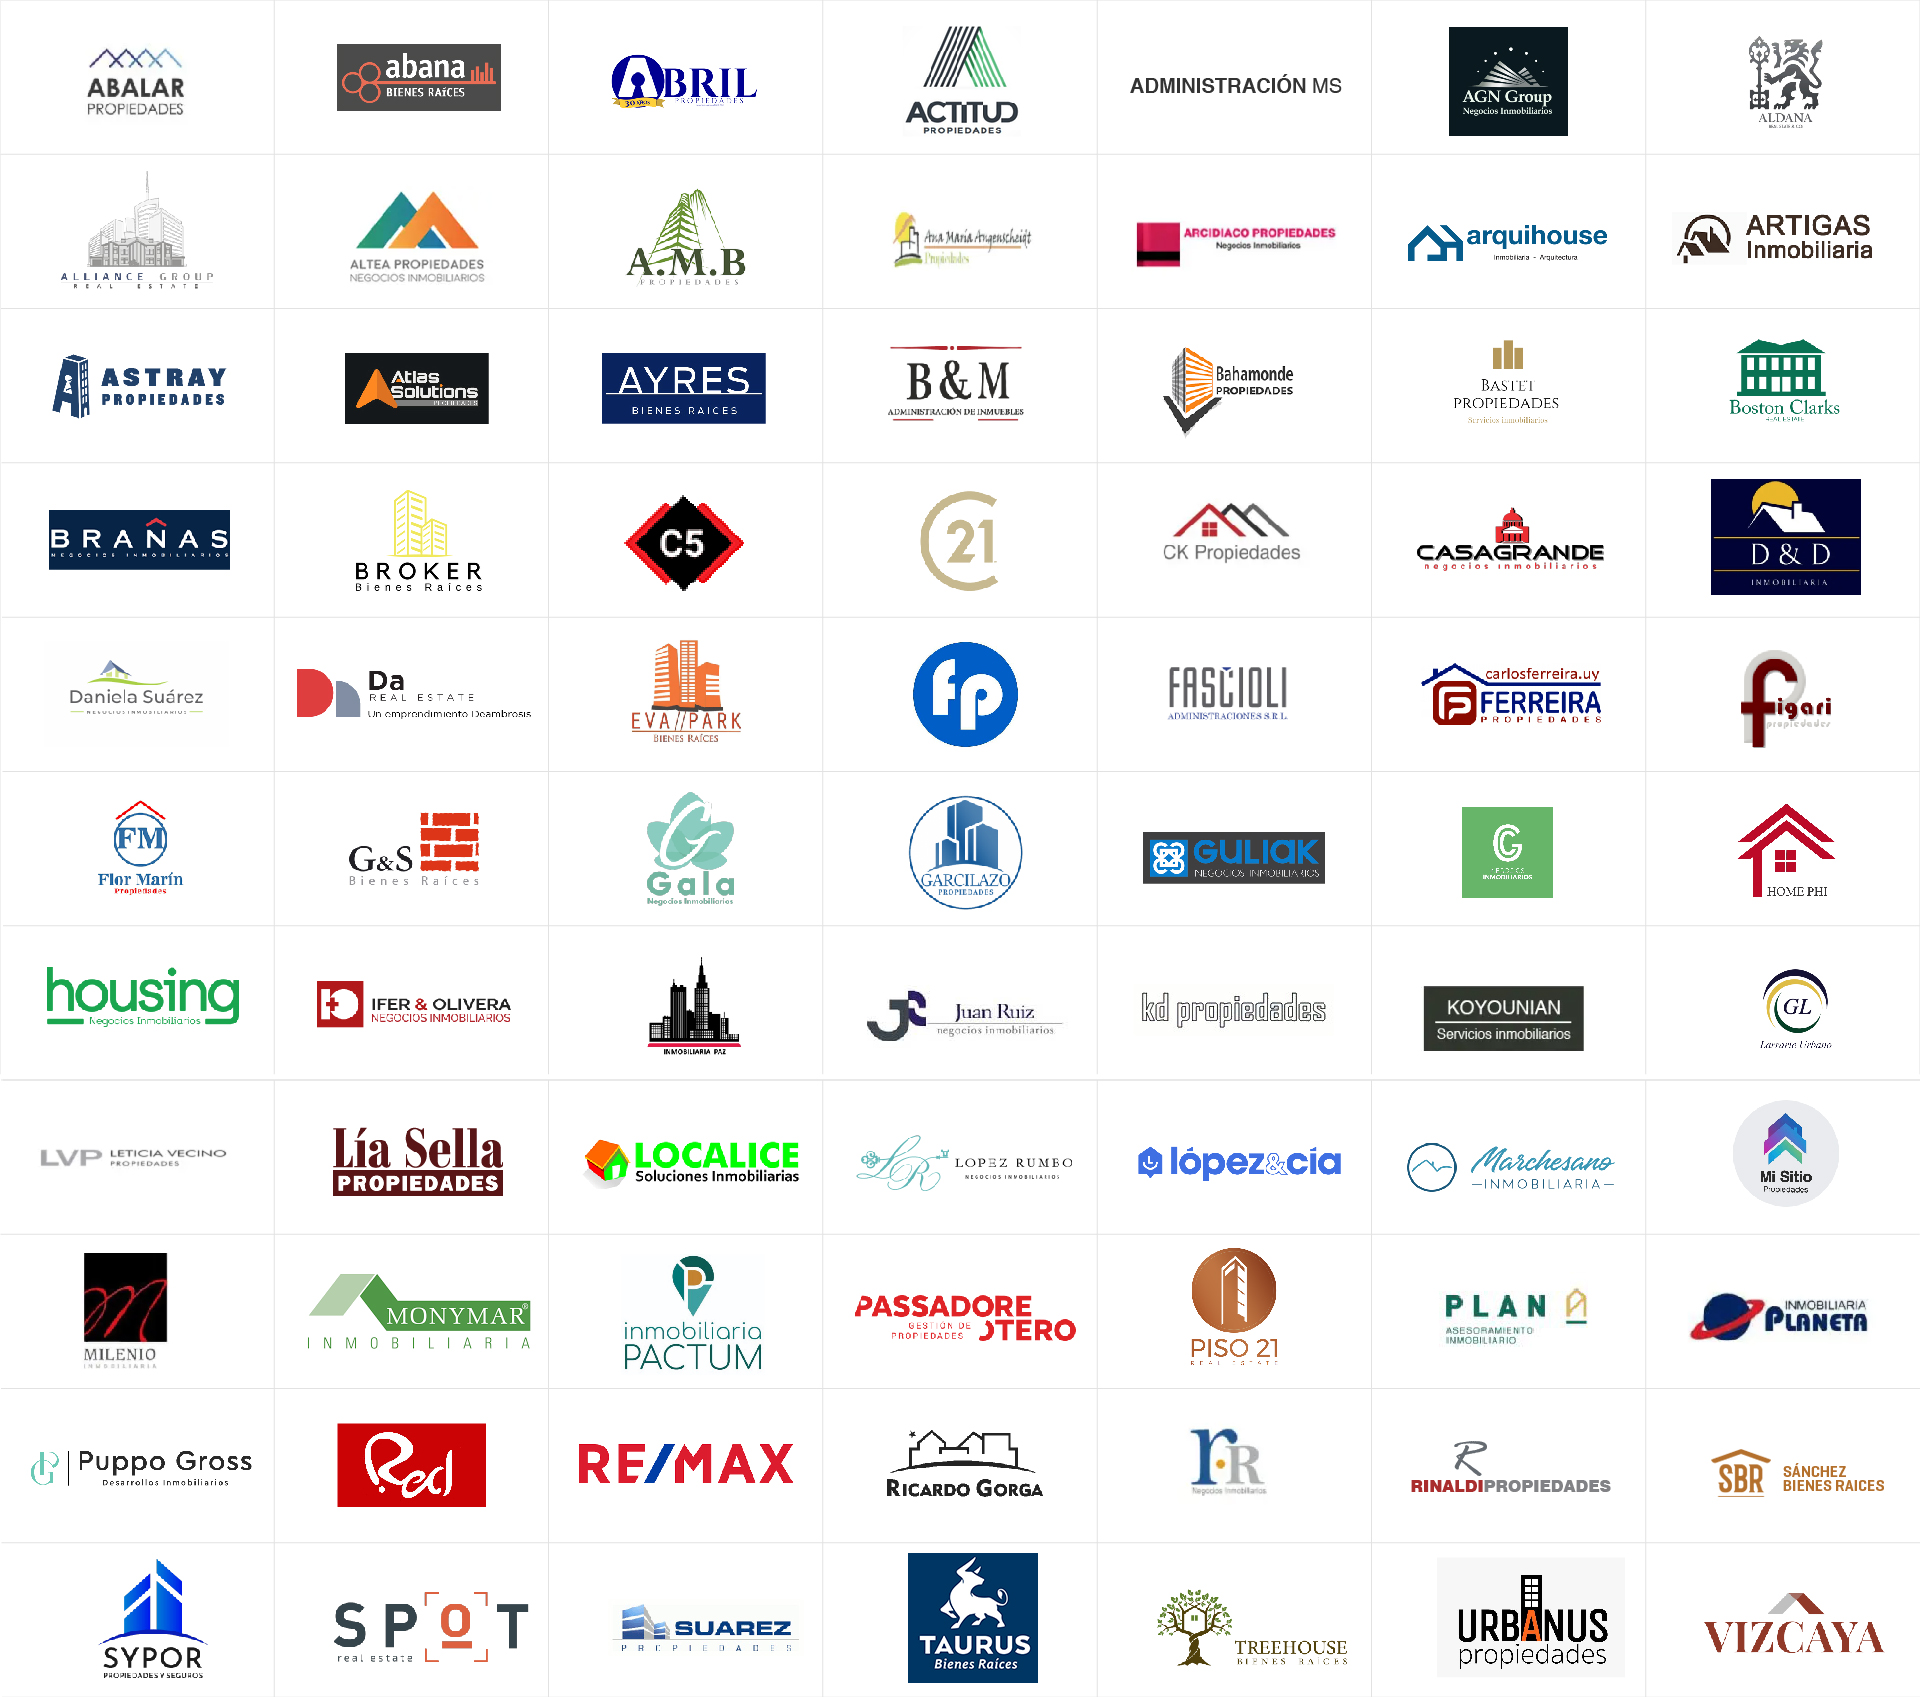 ABALAR
PROPIEDADES
abana
BIENES RAÍCES
ABRIL
PROPIEDADES
ACTITUD
PROPIEDADES
ADMINISTRACIÓN MS
AGN Group
Negocios Inmobiliarios
ALDANA
ALLIANCE GROUP
REAL ESTATE
ALTEA PROPIEDADES
NEGOCIOS INMOBILIARIOS
A.M.B
PROPIEDADES
Ana María Angenscheidt
Propiedades
ARCIDIACO PROPIEDADES
Negocios Inmobiliarios
arquihouse
Inmobiliaria - Arquitectura
ARTIGAS
Inmobiliaria
ASTRAY
PROPIEDADES
Atlas
Solutions
AYRES
BIENES RAICES
B&M
ADMINISTRACIÓN DE INMUEBLES
Bahamonde
PROPIEDADES
BASTET
PROPIEDADES
Servicios inmobiliarios
Boston Clarks
REAL ESTATE
BRAÑAS
NEGOCIOS INMOBILIARIOS
BROKER
Bienes Raíces
C5
C21
CK Propiedades
CASAGRANDE
negocios inmobiliarios
D & D
INMOBILIARIA
Daniela Suárez
NEGOCIOS INMOBILIARIOS
Da
REAL ESTATE
Un emprendimiento Deambrosis
EVA//PARK
BIENES RAÍCES
fp
FASCIOLI
ADMINISTRACIONES S.R.L.
carlosferreira.uy
FERREIRA
PROPIEDADES
Figari
propiedades
FM
Flor Marín
Propiedades
G&S
Bienes Raíces
G
Gala
Negocios Inmobiliarios
GARCILAZO
PROPIEDADES
GULIAK
NEGOCIOS INMOBILIARIOS
CG
INMOBILIARIOS
HOME PHI
housing
Negocios Inmobiliarios
IFER & OLIVERA
NEGOCIOS INMOBILIARIOS
INMOBILIARIA PAZ
Juan Ruiz
negocios inmobiliarios
kd propiedades
KOYOUNIAN
Servicios inmobiliarios
GL
Larrarte Urbano
LVP LETICIA VECINO
PROPIEDADES
Lía Sella
PROPIEDADES
LOCALICE
Soluciones Inmobiliarias
LR LOPEZ RUMBO
NEGOCIOS INMOBILIARIOS
lópez&cía
Marchesano
INMOBILIARIA
Mi Sitio
Propiedades
m
MILENIO
INMOBILIARIA
MONYMAR®
INMOBILIARIA
P
inmobiliaria
PACTUM
PASSADORE
GESTIÓN DE
PROPIEDADES OTERO
PISO 21
REAL ESTATE
PLAN
ASESORAMIENTO
INMOBILIARIO
INMOBILIARIA
PLANETA
Puppo Gross
Desarrollos Inmobiliarios
Red
RE/MAX
RICARDO GORGA
rR
Negocios Inmobiliarios
R
RINALDIPROPIEDADES
SBR SÁNCHEZ
BIENES RAICES
SYPOR
PROPIEDADES Y SEGUROS
SPOT
real estate
SUAREZ
PROPIEDADES
TAURUS
Bienes Raíces
TREEHOUSE
BIENES RAICES
URBANUS
propiedades
VIZCAYA